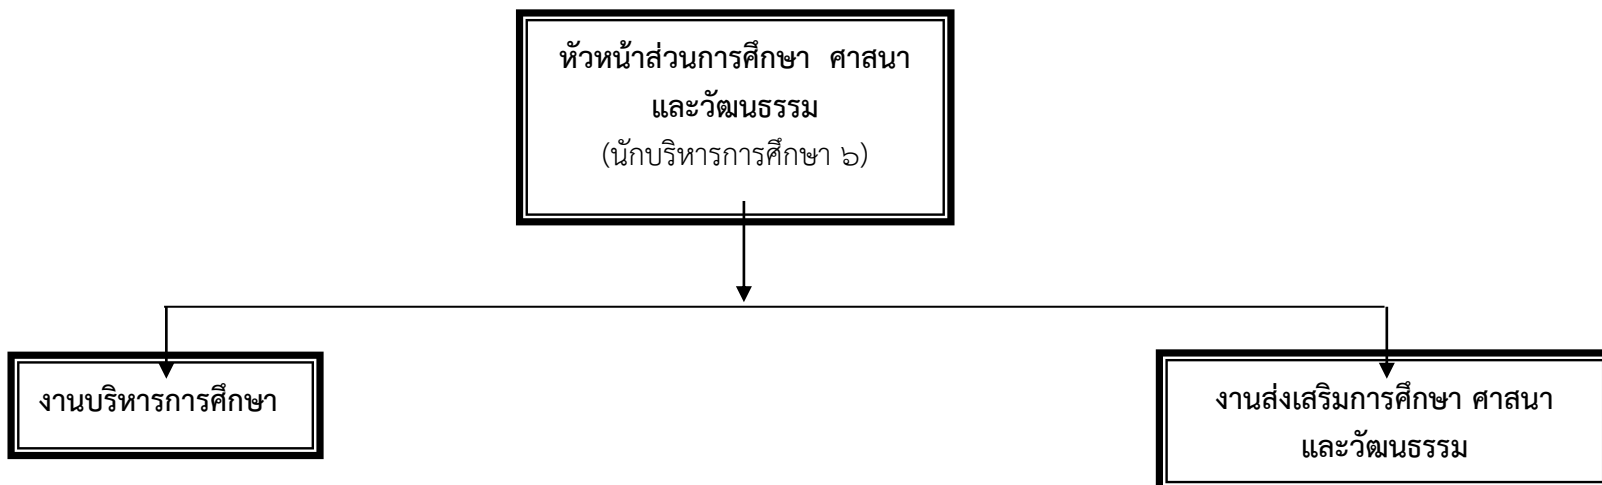 หัวหน้าส่วนการศึกษา ศาสนา
และวัฒนธรรม
(นักบริหารการศึกษา ๖)
งานบริหารการศึกษา
งานส่งเสริมการศึกษา ศาสนา
และวัฒนธรรม